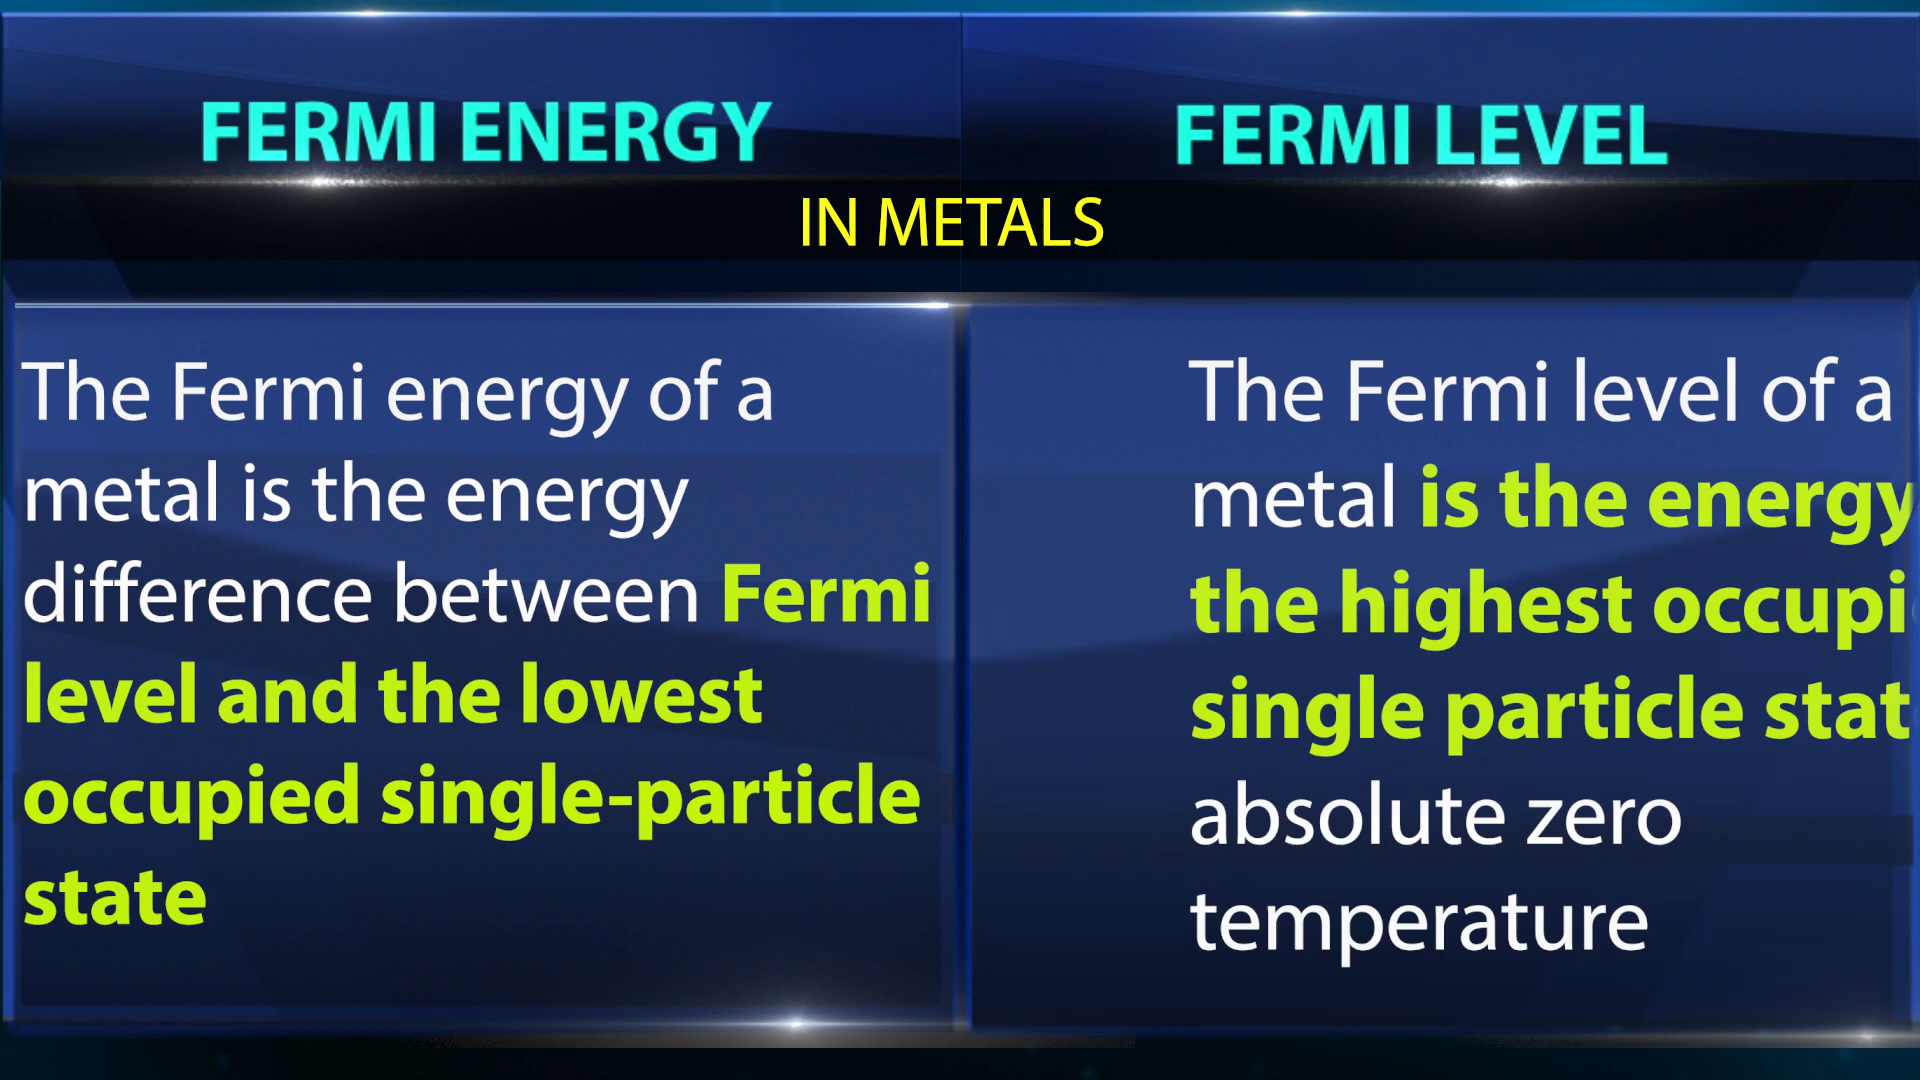 FERMI ENERGY
FERMI LEVEL
IN METALS
The Fermi energy of a
metal is the energy
difference between Fermi
level and the lowest
occupied single-particle
state
The Fermi level of a
metal is the energy
the highest occupi
single particle stat
absolute zero
temperature